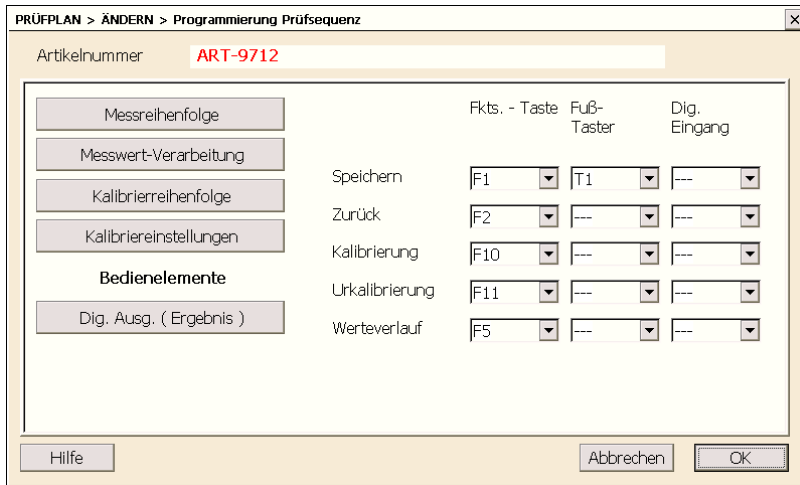 PRÜFPLAN > ÄNDERN > Programmierung Prüfsequenz
Artikelnummer ART-9712
Messreihenfolge
Messwert-Verarbeitung
Kalibrierreihenfolge
Kalibriereinstellungen
Bedienelemente
Dig. Ausg. ( Ergebnis )
Fkts. - Taste Fuß- Dig.
Taster Eingang
Speichern F1 T1 ---
Zurück F2 --- ---
Kalibrierung F10 --- ---
Urkalibrierung F11 --- ---
Werteverlauf F5 --- ---
Hilfe Abbrechen OK